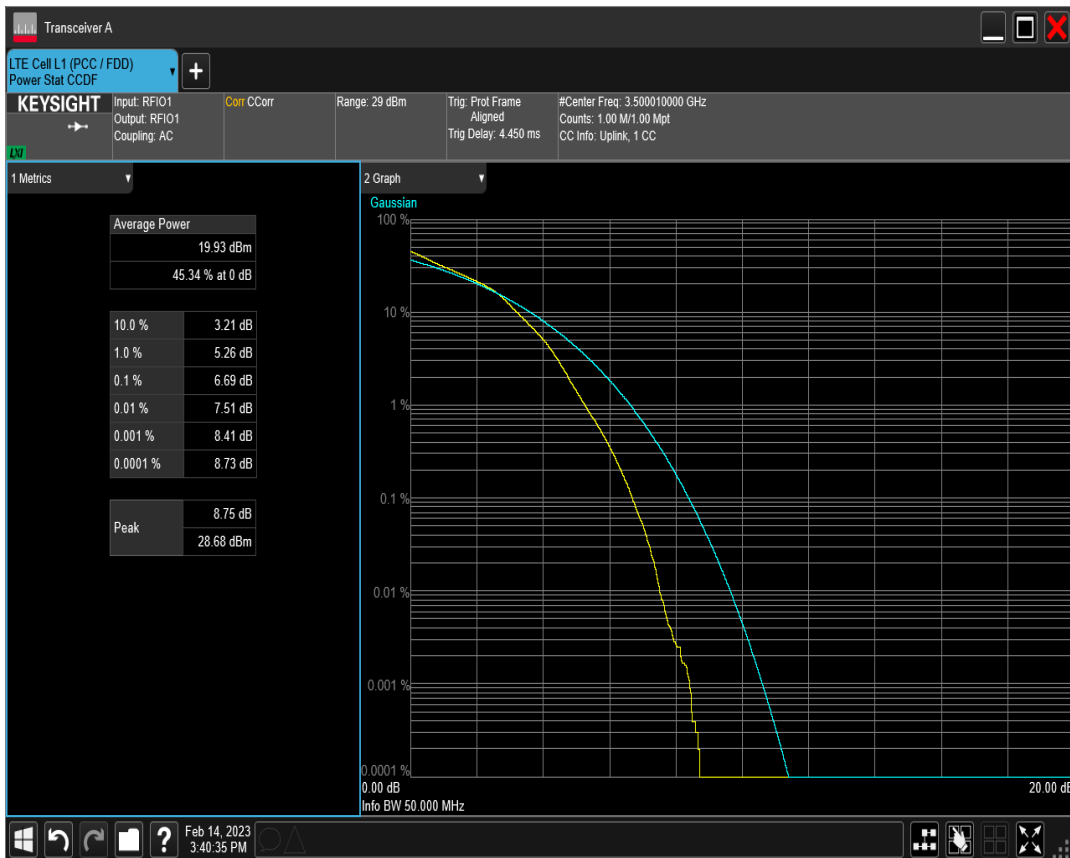 Transceiver A
LTE Cell L1 (PCC / FDD)
Power Stat CCDF
KEYSIGHT
LXI
Input: RFIO1
Output: RFIO1
Coupling: AC
Corr CCorr
Range: 29 dBm
Trig: Prot Frame
Aligned
Trig Delay: 4.450 ms
#Center Freq: 3.500010000 GHz
Counts: 1.00 M/1.00 Mpt
CC Info: Uplink, 1 CC
1 Metrics
Average Power
19.93 dBm
45.34 % at 0 dB
10.0 % 3.21 dB
1.0 % 5.26 dB
0.1 % 6.69 dB
0.01 % 7.51 dB
0.001 % 8.41 dB
0.0001 % 8.73 dB
Peak
8.75 dB
28.68 dBm
2 Graph
Gaussian
100 %
10 %
1 %
0.1 %
0.01 %
0.001 %
0.0001 %
0.00 dB 20.00 dB
Info BW 50.000 MHz
Feb 14, 2023
3:40:35 PM